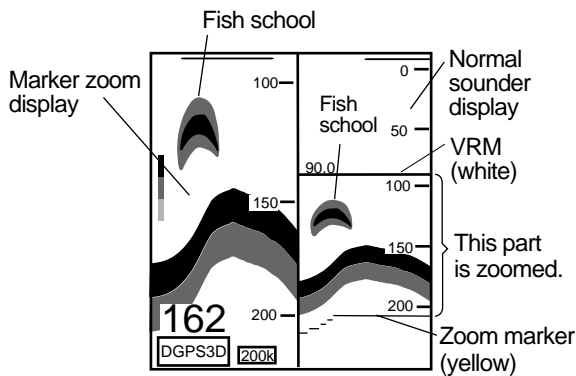 Fish school
Marker zoom
display
100
150
200
162
DGPS3D
200k
Fish
school
90.0
0
50
100
150
200
Normal
sounder
display
VRM
(white)
This part
is zoomed.
Zoom marker
(yellow)